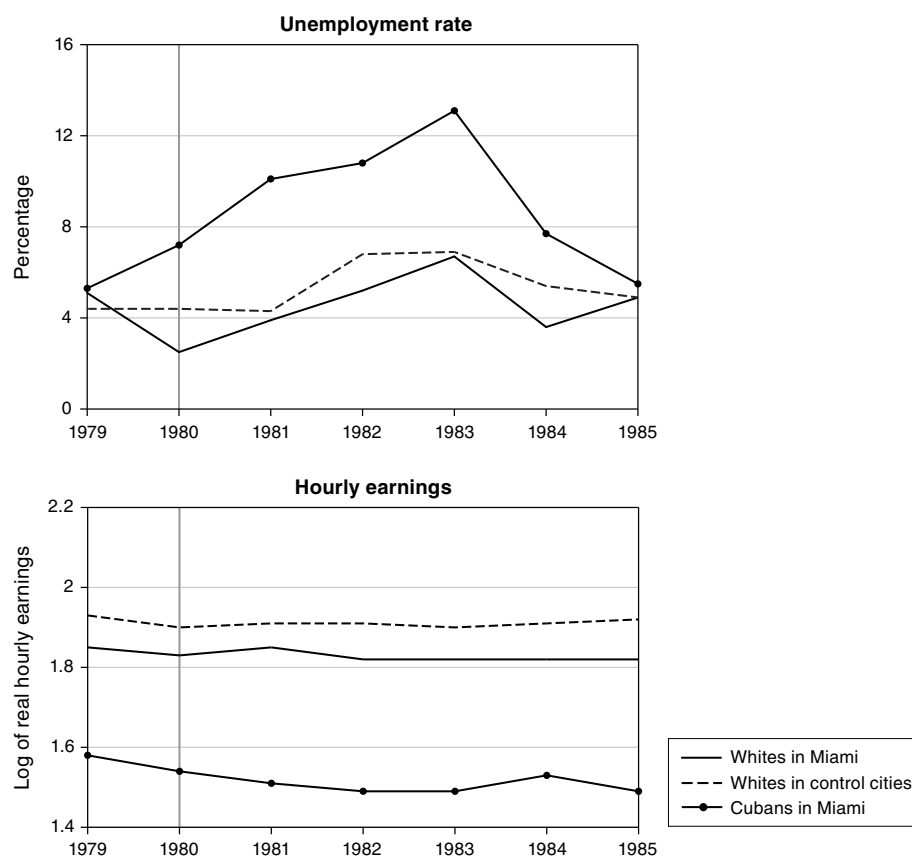 Unemployment rate
Percentage
16
12
8
4
0
1979 1980 1981 1982 1983 1984 1985
Hourly earnings
Log of real hourly earnings
2.2
2
1.8
1.6
1.4
1979 1980 1981 1982 1983 1984 1985
Whites in Miami
Whites in control cities
Cubans in Miami